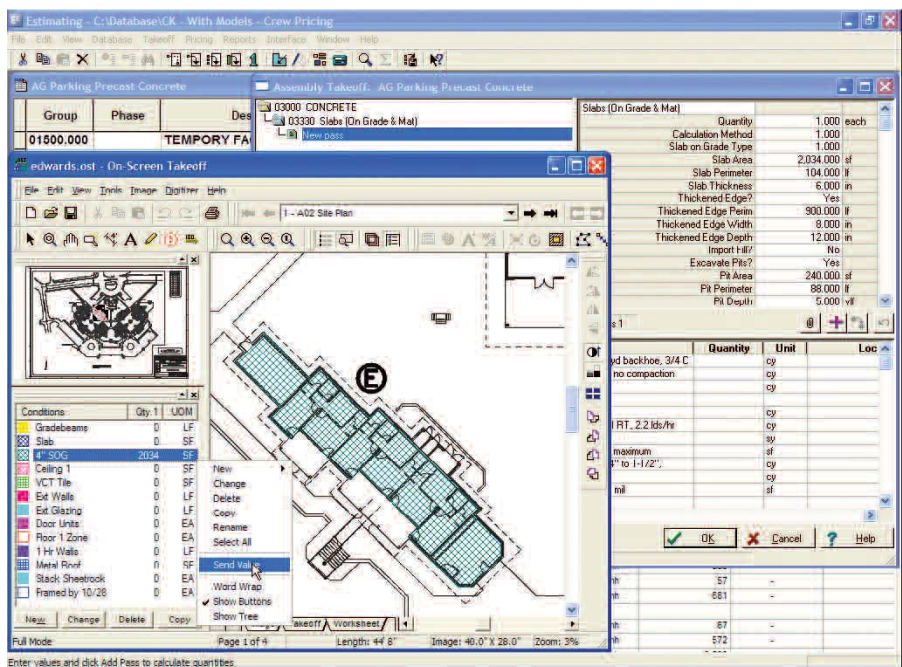 Estimating - C:\Database\CK - With Models - Crew Pricing
File Edit View Database Takeoff Pricing Reports Interface Window Help
AG Parking Precast Concrete
Group Phase Des
01500.000 TEMPORY FA
Assembly Takeoff: AG Parking Precast Concrete
03000 CONCRETE
03330 Slabs (On Grade & Mat)
New pass
Slabs (On Grade & Mat)
Quantity 1.000 each
Calculation Method 1.000
Slab on Grade Type 1.000
Slab Area 2,034.000 sf
Slab Perimeter 104.000 lf
Slab Thickness 6.000 in
Thickened Edge? Yes
Thickened Edge Perim 900.000 lf
Thickened Edge Width 8.000 in
Thickened Edge Depth 12.000 in
Import Fill? No
Excavate Pits? Yes
Pit Area 240.000 sf
Pit Perimeter 88.000 lf
Pit Depth 5.000 vlf
s 1
Quantity Unit Loc
yd backhoe, 3/4 C cy
no compaction cy
cy
cy
RT, 2.2 lds/hr cy
sy
maximum sf
4" to 1-1/2", cy
cy
mil sf
OK Cancel Help
57 -
681 -
67 -
572 -
edwards.ost - On-Screen Takeoff
File Edit View Tools Image Digitizer Help
1 - A02 Site Plan
E
Conditions Qty. 1 UOM
Gradebeams 0 LF
Slab 0 SF
4" SOG 2034 SF
Ceiling 1 0 SF
VCT Tile 0 SF
Ext Walls 0 LF
Ext Glazing 0 LF
Door Units 0 EA
Floor 1 Zone 0 EA
1 Hr Walls 0 LF
Metal Roof 0 SF
Stack Sheetrock 0 EA
Framed by 10/28 0 EA
New
Change
Delete
Copy
Rename
Select All
Send Value
Word Wrap
Show Buttons
Show Tree
New Change Delete Copy
akeoff Worksheet
Full Mode Page 1 of 4 Length: 44' 8" Image: 40.0" X 28.0" Zoom: 3%
Enter values and click Add Pass to calculate quantities